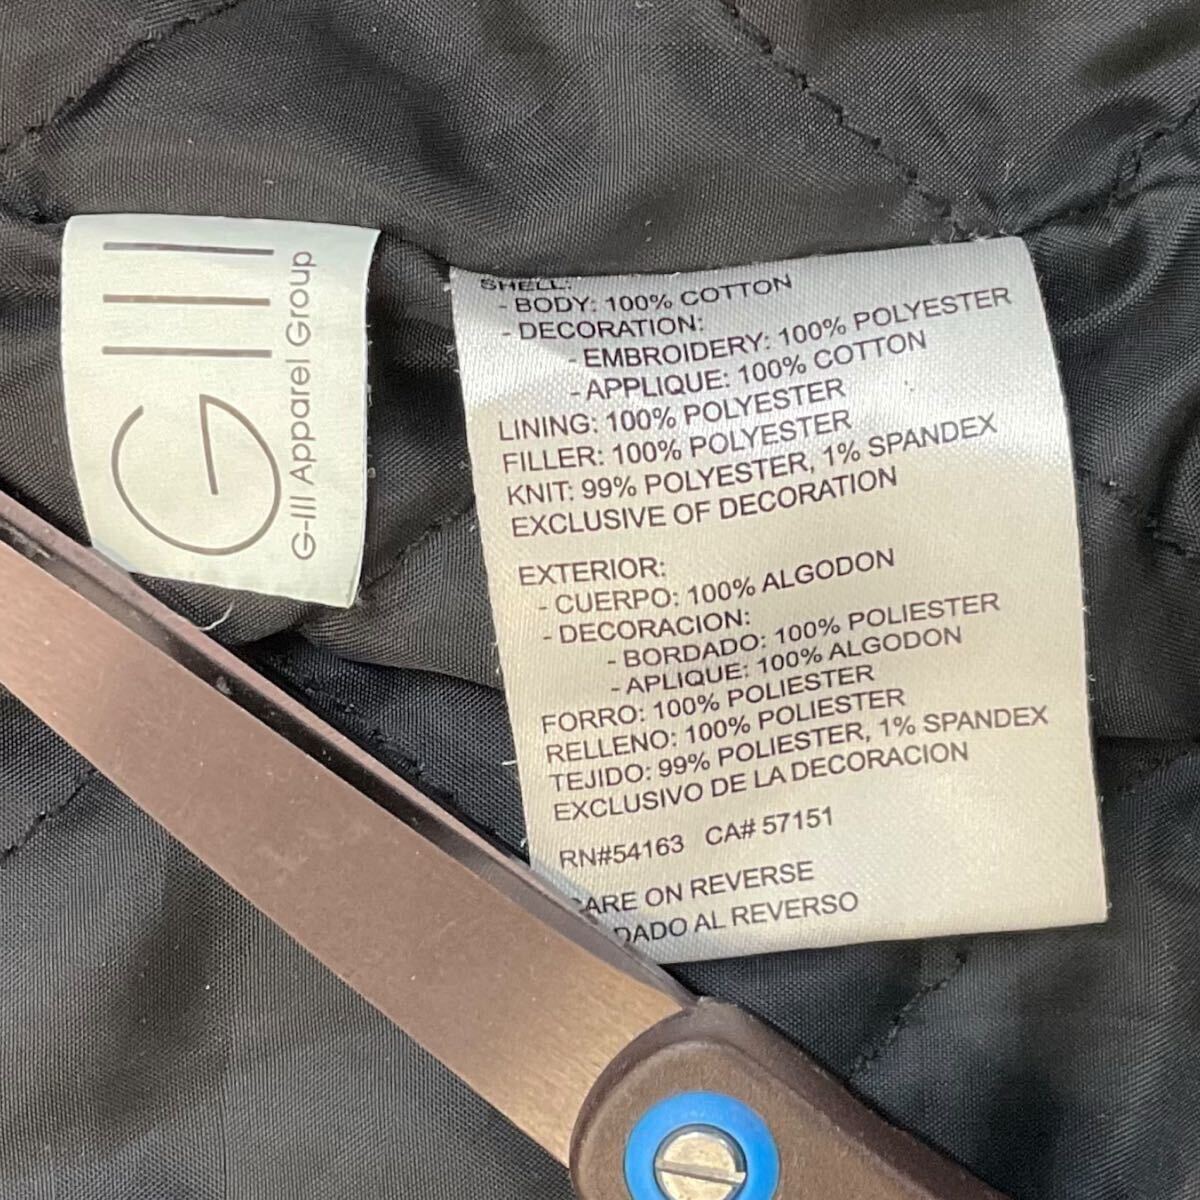 GIII
G-III Apparel Group
SHELL:
- BODY: 100% COTTON
- DECORATION:
- EMBROIDERY: 100% POLYESTER
- APPLIQUE: 100% COTTON
LINING: 100% POLYESTER
FILLER: 100% POLYESTER
KNIT: 99% POLYESTER, 1% SPANDEX
EXCLUSIVE OF DECORATION
EXTERIOR:
- CUERPO: 100% ALGODON
- DECORACION:
- BORDADO: 100% POLIESTER
- APLIQUE: 100% ALGODON
FORRO: 100% POLIESTER
RELLENO: 100% POLIESTER
TEJIDO: 99% POLIESTER, 1% SPANDEX
EXCLUSIVO DE LA DECORACION
RN#54163 CA# 57151
CARE ON REVERSE
DADO AL REVERSO